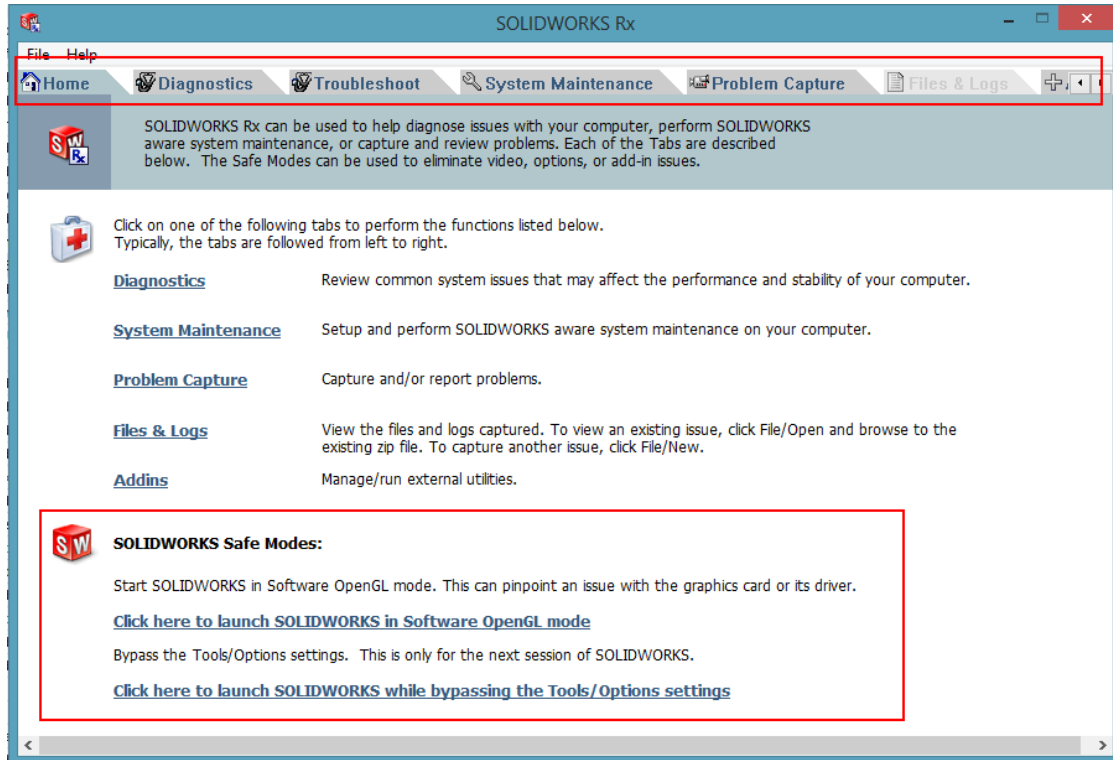 SOLIDWORKS Rx
File Help
Home Diagnostics Troubleshoot System Maintenance Problem Capture Files & Logs
SW Rx
SOLIDWORKS Rx can be used to help diagnose issues with your computer, perform SOLIDWORKS
aware system maintenance, or capture and review problems. Each of the Tabs are described
below. The Safe Modes can be used to eliminate video, options, or add-in issues.
Click on one of the following tabs to perform the functions listed below.
Typically, the tabs are followed from left to right.
Diagnostics Review common system issues that may affect the performance and stability of your computer.
System Maintenance Setup and perform SOLIDWORKS aware system maintenance on your computer.
Problem Capture Capture and/or report problems.
Files & Logs View the files and logs captured. To view an existing issue, click File/Open and browse to the
existing zip file. To capture another issue, click File/New.
Addins Manage/run external utilities.
SW SOLIDWORKS Safe Modes:
Start SOLIDWORKS in Software OpenGL mode. This can pinpoint an issue with the graphics card or its driver.
Click here to launch SOLIDWORKS in Software OpenGL mode
Bypass the Tools/Options settings. This is only for the next session of SOLIDWORKS.
Click here to launch SOLIDWORKS while bypassing the Tools/Options settings